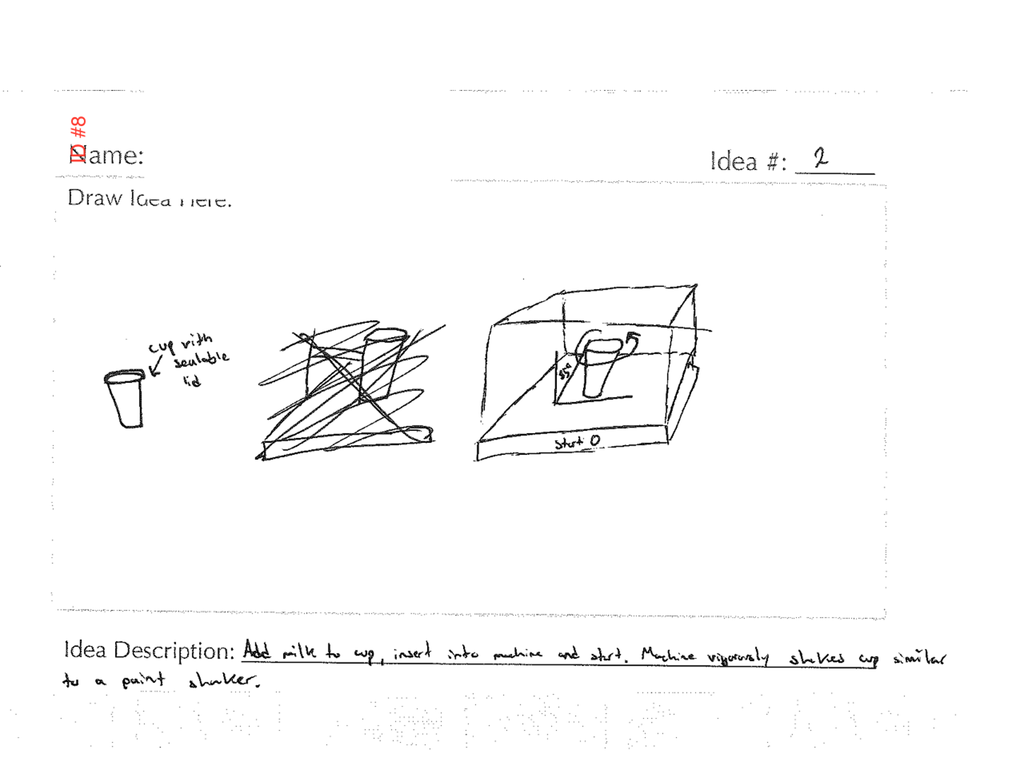 ID #8
Name:
Idea #: 2
Draw Idea Here:
cup with
sealable
lid
45°
start O
Idea Description: Add milk to cup, insert into machine and start. Machine vigorously shakes cup similar
to a paint shaker.